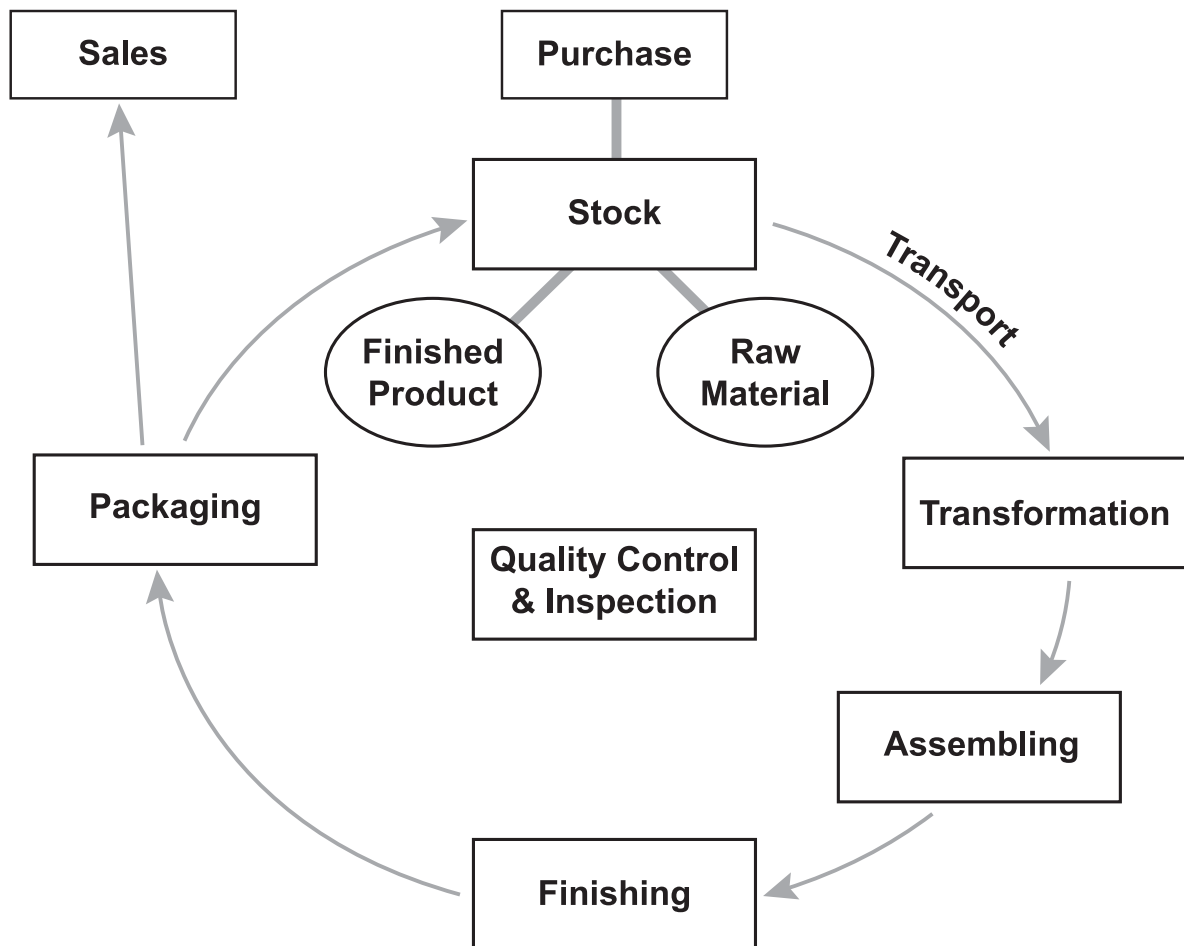 Sales
Purchase
Stock
Transport
Finished
Product
Raw
Material
Packaging
Transformation
Quality Control
& Inspection
Assembling
Finishing